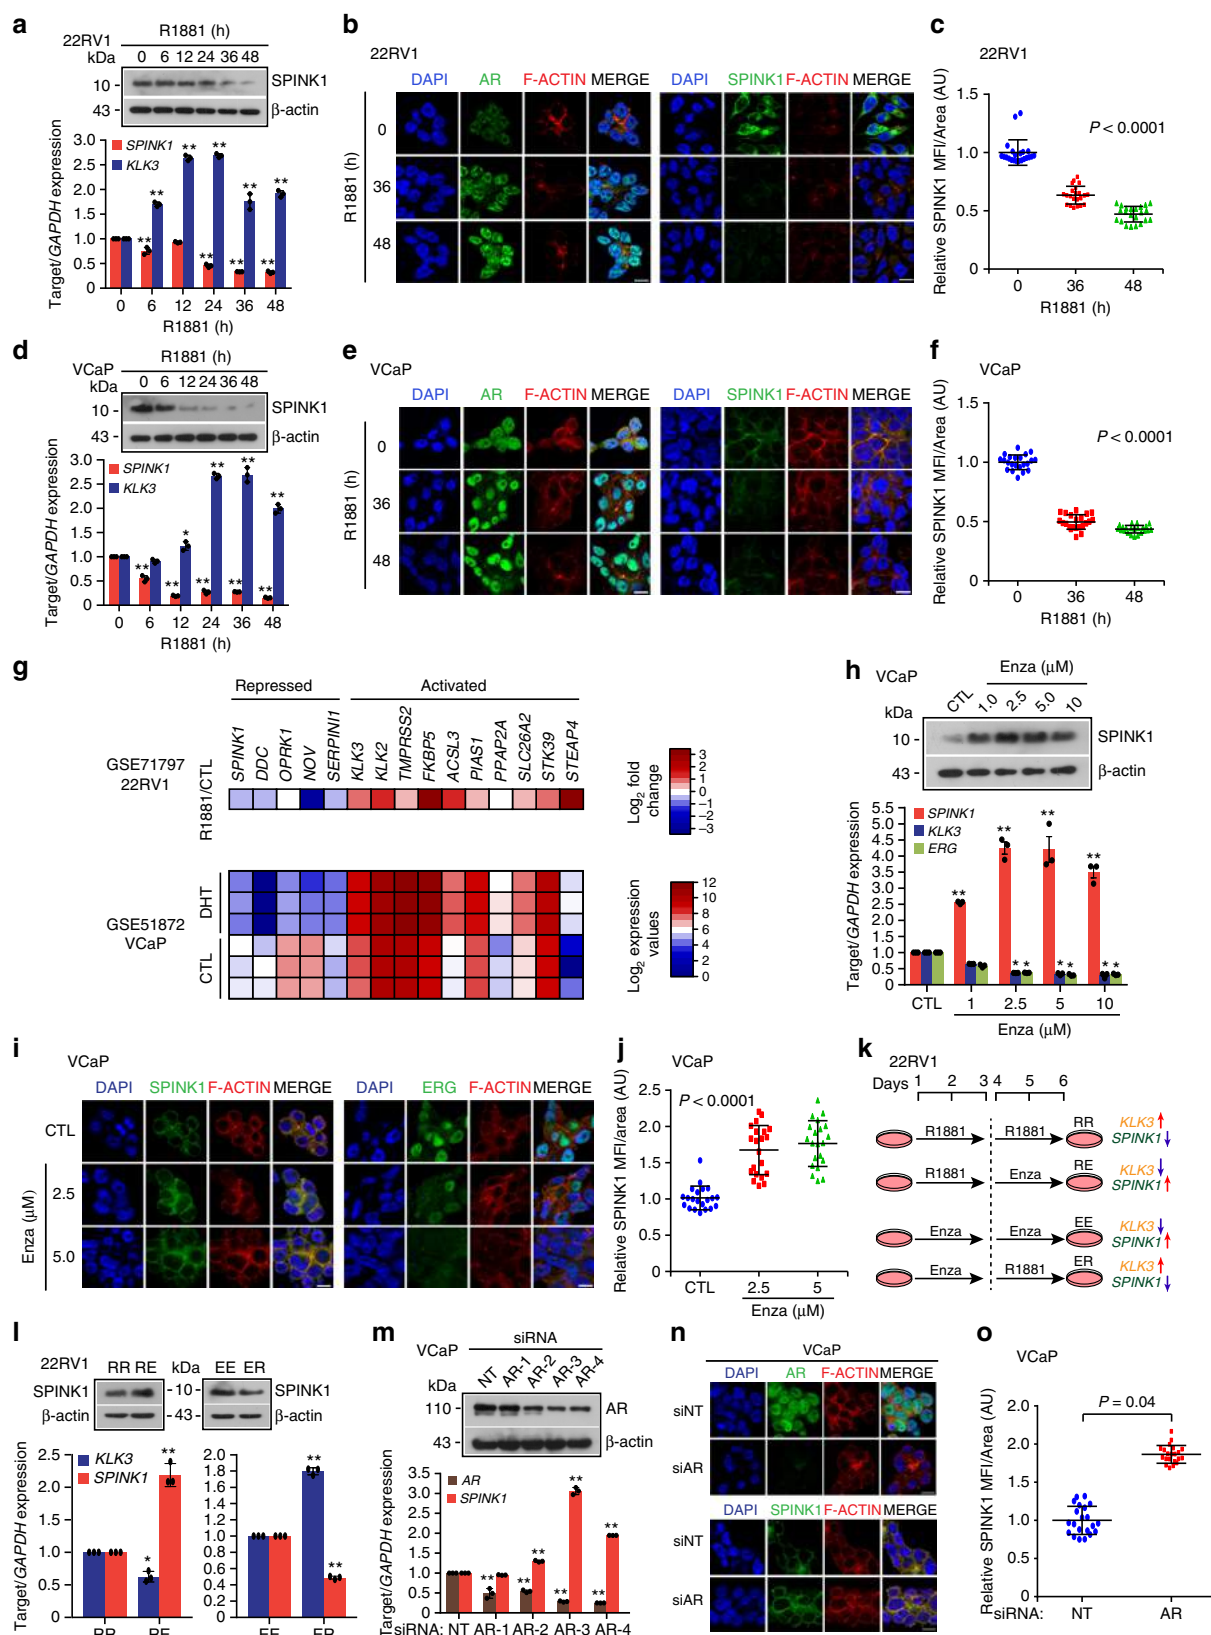 a
22RV1
R1881 (h)
kDa 0 6 12 24 36 48
10 - SPINK1
43 - β-actin
SPINK1
KLK3
Target/GAPDH expression
3.0
2.5
2.0
1.5
1.0
0.5
0
** ** ** ** ** ** ** ** **
0 6 12 24 36 48
R1881 (h)
b
22RV1
DAPI AR F-ACTIN MERGE DAPI SPINK1 F-ACTIN MERGE
R1881 (h)
0
36
48
c
22RV1
Relative SPINK1 MFI/Area (AU)
P < 0.0001
1.5
1.0
0.5
0
0 36 48
R1881 (h)
d
VCaP
R1881 (h)
kDa 0 6 12 24 36 48
10 - SPINK1
43 - β-actin
SPINK1
KLK3
Target/GAPDH expression
3.0
2.5
2.0
1.5
1.0
0.5
0
** ** * ** ** ** ** ** **
0 6 12 24 36 48
R1881 (h)
e
VCaP
DAPI AR F-ACTIN MERGE DAPI SPINK1 F-ACTIN MERGE
R1881 (h)
0
36
48
f
VCaP
Relative SPINK1 MFI/Area (AU)
P < 0.0001
1.5
1.0
0.5
0
0 36 48
R1881 (h)
g
Repressed Activated
SPINK1 DDC OPRK1 NOV SERPINI1 KLK3 KLK2 TMPRSS2 FKBP5 ACSL3 PIAS1 PPAP2A SLC26A2 STK39 STEAP4
GSE71797
22RV1
R1881/CTL
Log2 fold change
3
2
1
0
–1
–2
–3
GSE51872
VCaP
DHT
CTL
Log2 expression values
12
10
8
6
4
2
0
h
VCaP
Enza (μM)
CTL 1.0 2.5 5.0 10
kDa
10 - SPINK1
43 - β-actin
SPINK1
KLK3
ERG
Target/GAPDH expression
5.5
5.0
4.5
4.0
3.5
3.0
2.5
2.0
1.5
1.0
0.5
0
** ** ** **
* * * * * *
CTL 1 2.5 5 10
Enza (μM)
i
VCaP
DAPI SPINK1 F-ACTIN MERGE DAPI ERG F-ACTIN MERGE
CTL
Enza (μM)
2.5
5.0
j
VCaP
Relative SPINK1 MFI/area (AU)
P < 0.0001
2.5
2.0
1.5
1.0
0.5
0
CTL 2.5 5
Enza (μM)
k
22RV1
Days 1 2 3 4 5 6
R1881 R1881 RR KLK3 ↑ SPINK1 ↓
R1881 Enza RE KLK3 ↓ SPINK1 ↑
Enza Enza EE KLK3 ↓ SPINK1 ↑
Enza R1881 ER KLK3 ↑ SPINK1 ↓
l
22RV1
RR RE kDa EE ER
SPINK1 - 10 - SPINK1
β-actin - 43 - β-actin
KLK3
SPINK1
Target/GAPDH expression
2.5
2.0
1.5
1.0
0.5
0
* **
RR RE
2.0
1.8
1.6
1.4
1.2
1.0
0.8
0.6
0.4
0.2
0
** **
EE ER
m
VCaP
siRNA
NT AR-1 AR-2 AR-3 AR-4
kDa
110 - AR
43 - β-actin
AR
SPINK1
Target/GAPDH expression
3.5
3.0
2.5
2.0
1.5
1.0
0.5
0
** ** ** ** ** ** **
siRNA: NT AR-1 AR-2 AR-3 AR-4
n
VCaP
DAPI AR F-ACTIN MERGE
siNT
siAR
DAPI SPINK1 F-ACTIN MERGE
siNT
siAR
o
VCaP
Relative SPINK1 MFI/Area (AU)
P = 0.04
2.0
1.5
1.0
0.5
0
siRNA: NT AR